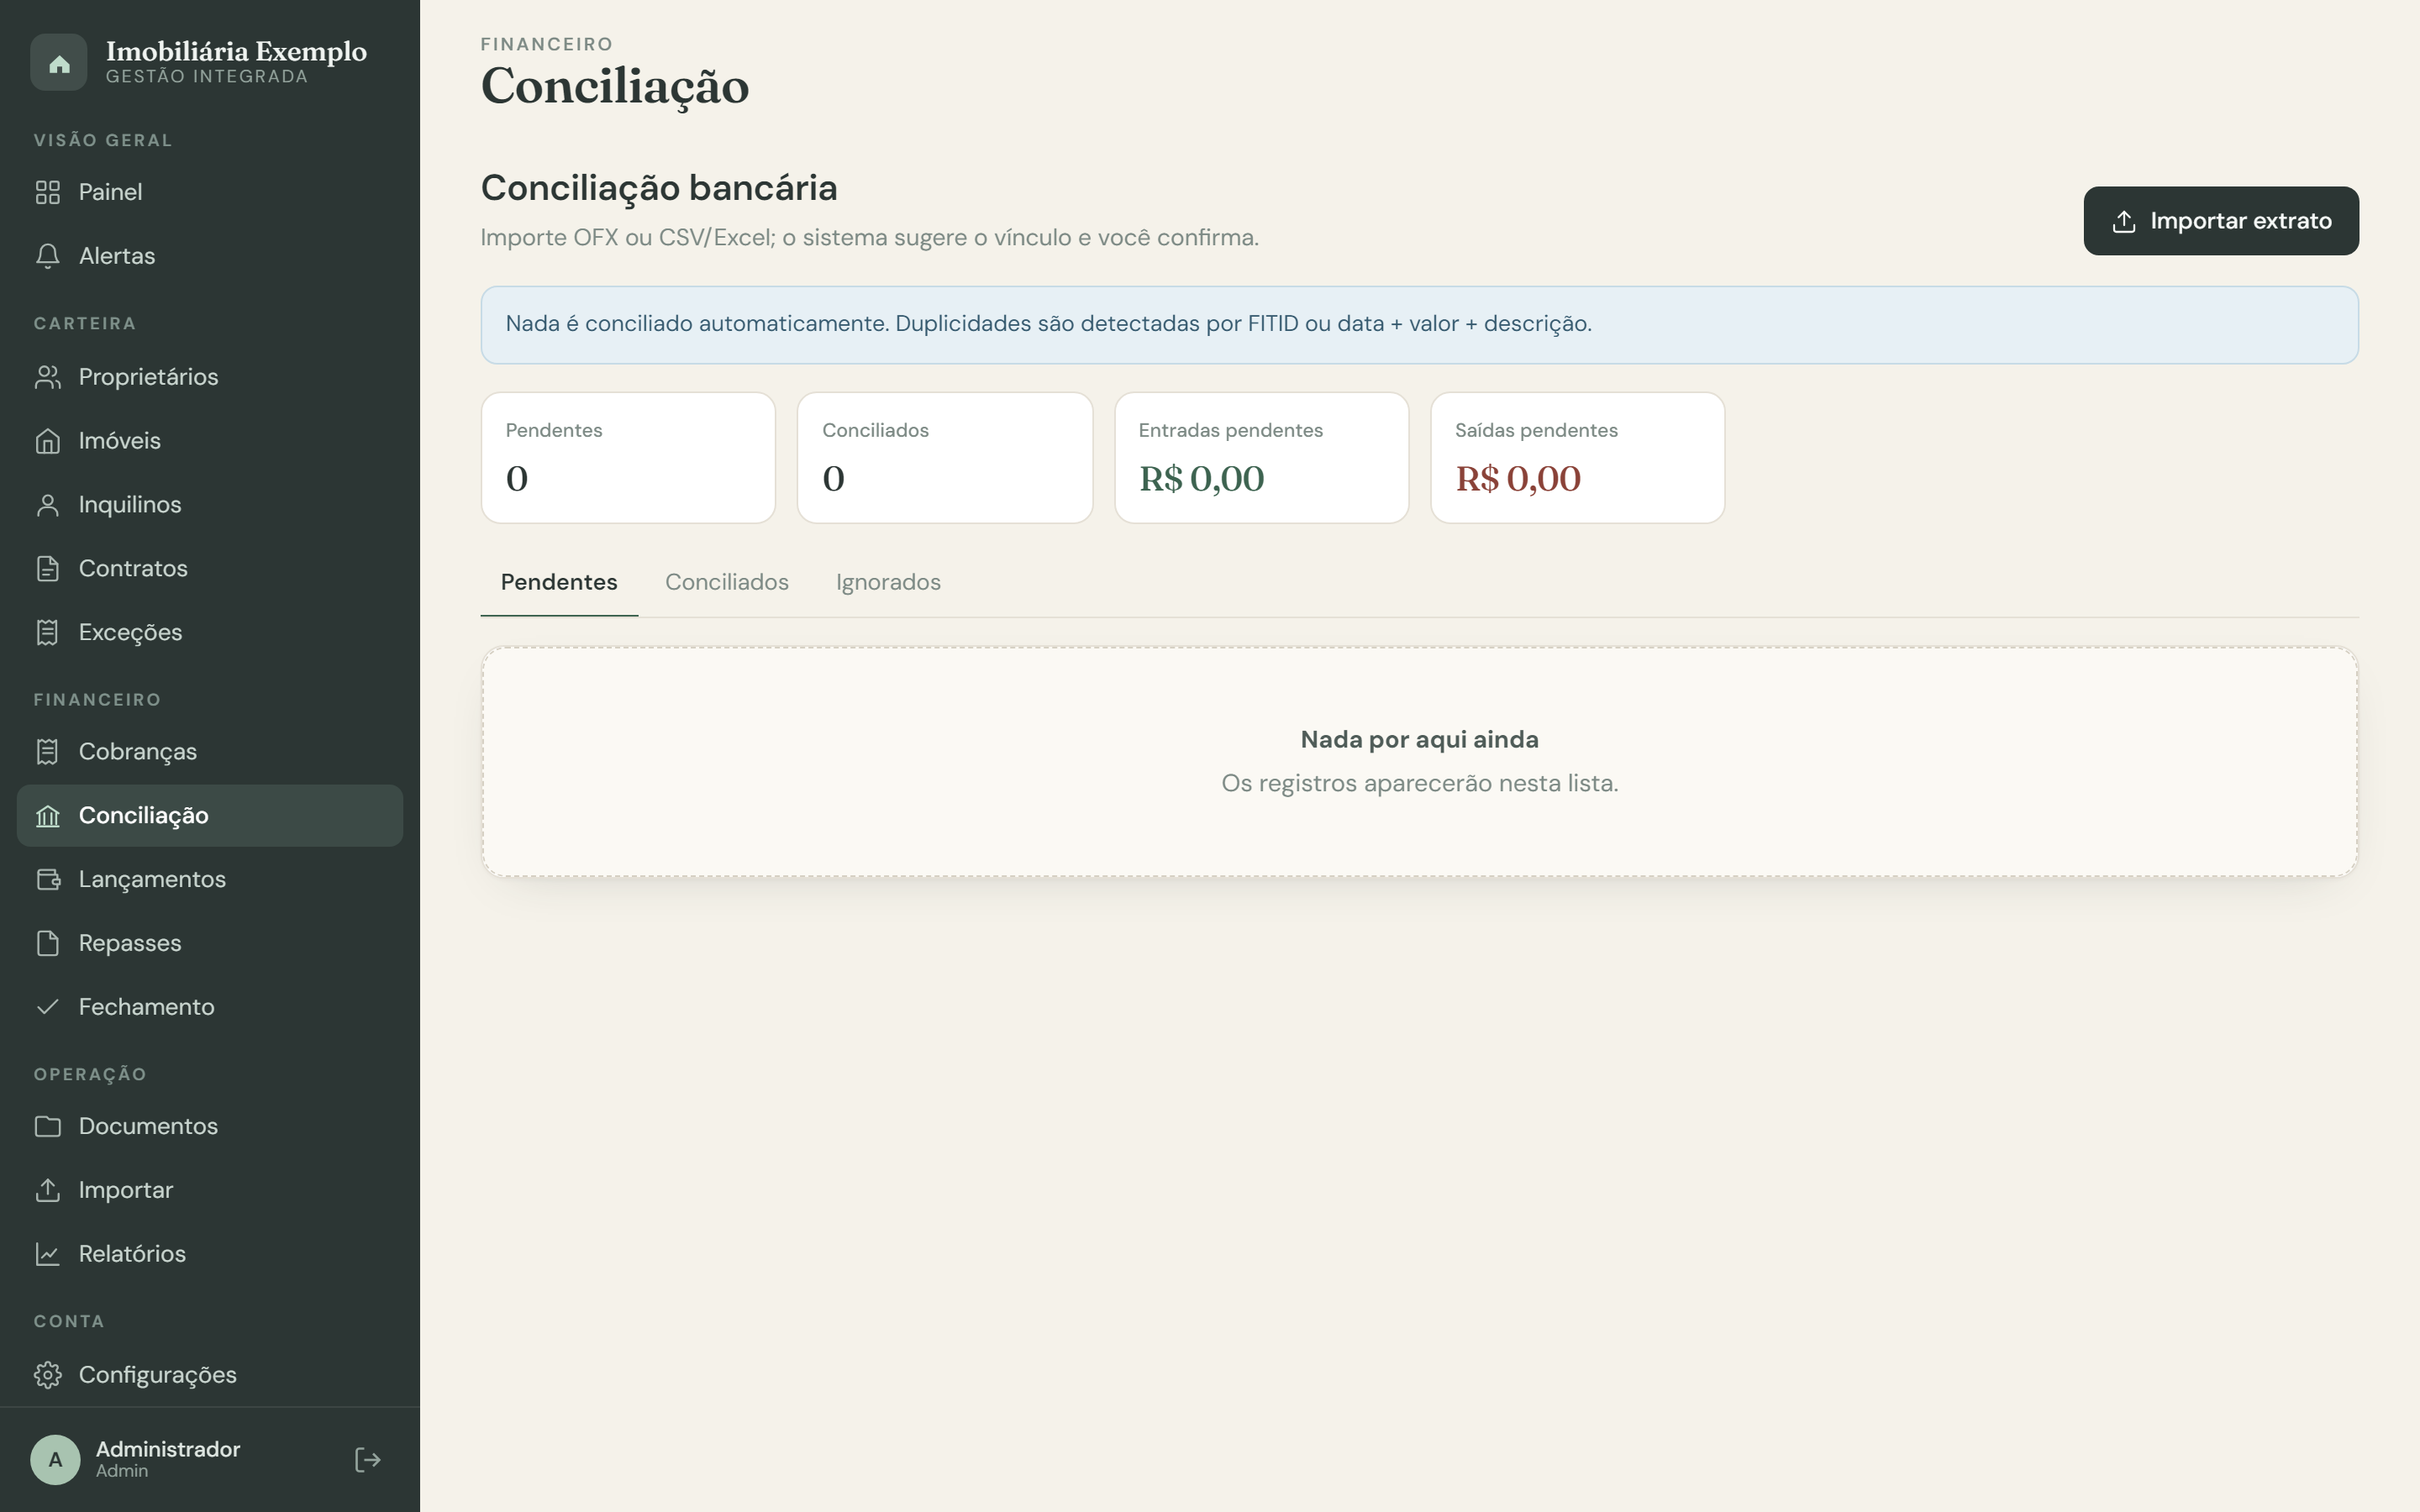 Imobiliária Exemplo
GESTÃO INTEGRADA
VISÃO GERAL
Painel
Alertas
CARTEIRA
Proprietários
Imóveis
Inquilinos
Contratos
Exceções
FINANCEIRO
Cobranças
Conciliação
Lançamentos
Repasses
Fechamento
OPERAÇÃO
Documentos
Importar
Relatórios
CONTA
Configurações
A
Administrador
Admin
FINANCEIRO
Conciliação
Conciliação bancária
Importe OFX ou CSV/Excel; o sistema sugere o vínculo e você confirma.
Importar extrato
Nada é conciliado automaticamente. Duplicidades são detectadas por FITID ou data + valor + descrição.
Pendentes
0
Conciliados
0
Entradas pendentes
R$ 0,00
Saídas pendentes
R$ 0,00
Pendentes Conciliados Ignorados
Nada por aqui ainda
Os registros aparecerão nesta lista.